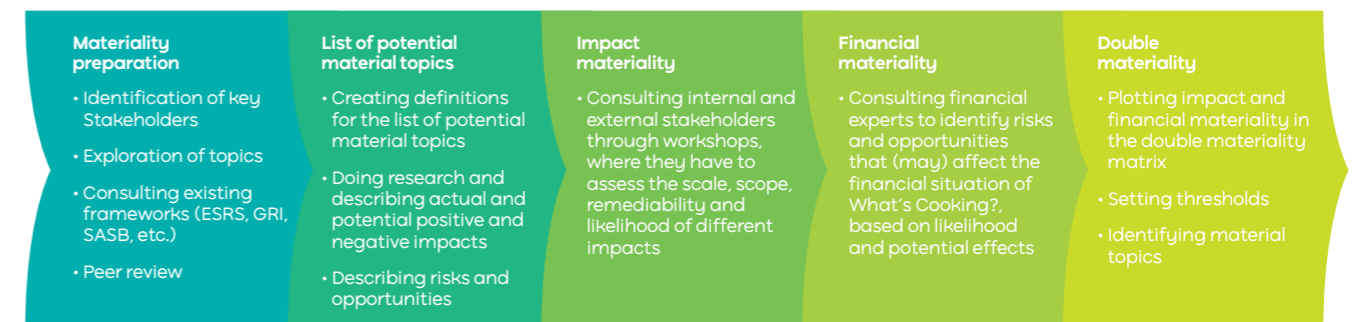 Materiality
preparation
• Identification of key
Stakeholders
• Exploration of topics
• Consulting existing
frameworks (ESRS, GRI,
SASB, etc.)
• Peer review
List of potential
material topics
• Creating definitions
for the list of potential
material topics
• Doing research and
describing actual and
potential positive and
negative impacts
• Describing risks and
opportunities
Impact
materiality
• Consulting internal and
external stakeholders
through workshops,
where they have to
assess the scale, scope,
remediability and
likelihood of different
impacts
Financial
materiality
• Consulting financial
experts to identify risks
and opportunities
that (may) affect the
financial situation of
What's Cooking?,
based on likelihood
and potential effects
Double
materiality
• Plotting impact and
financial materiality in
the double materiality
matrix
• Setting thresholds
• Identifying material
topics